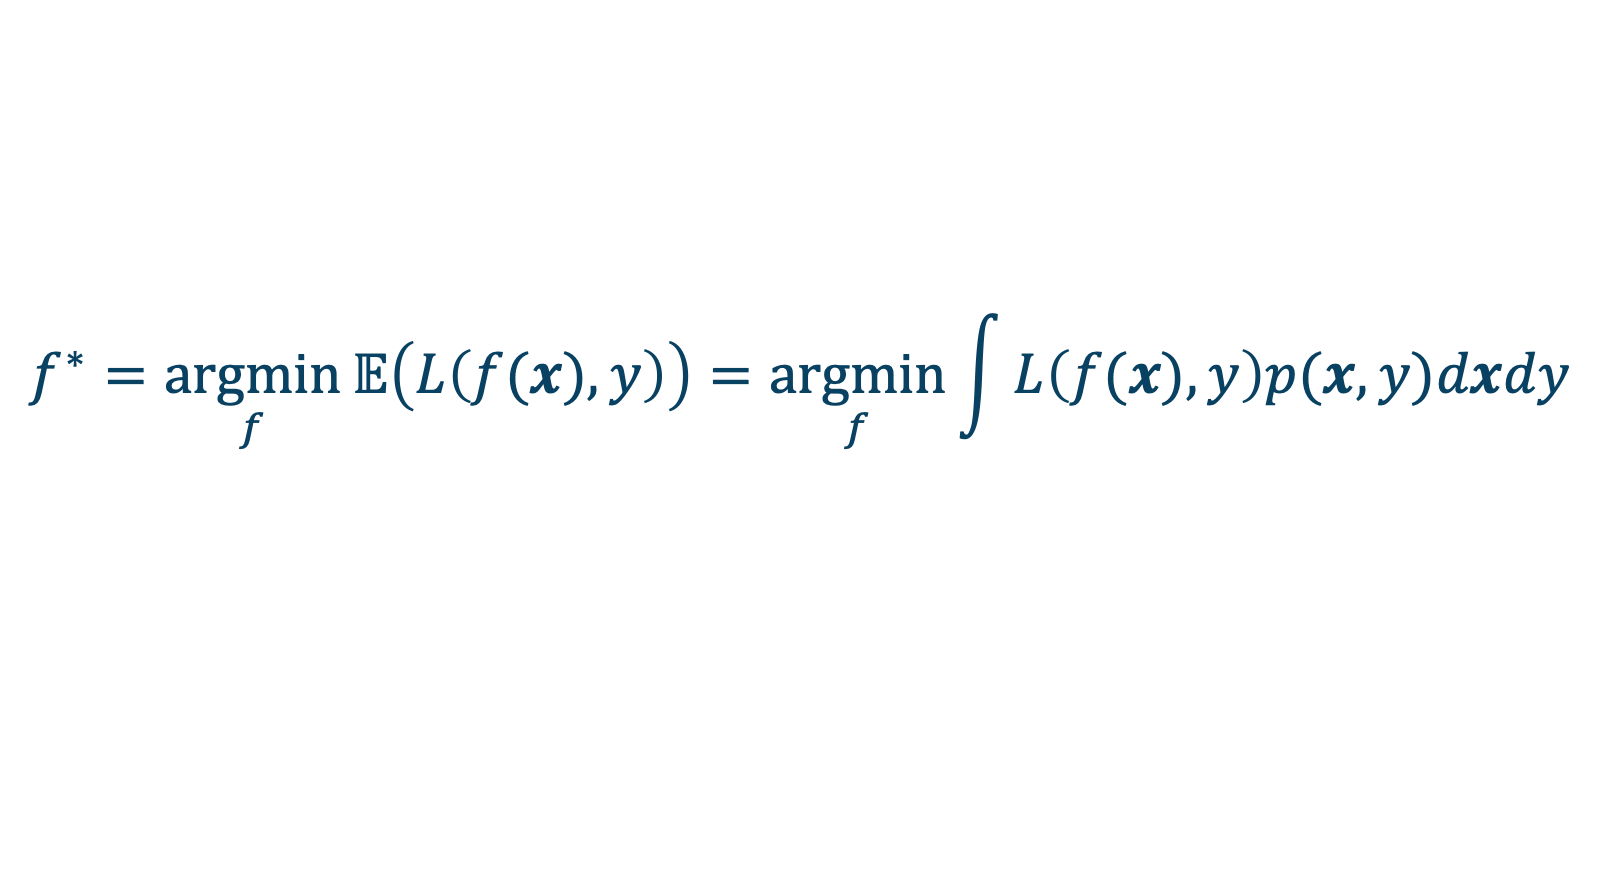 f* = argmin_f 𝔼(L(f(𝒙), y)) = argmin_f ∫ L(f(𝒙), y)p(𝒙, y)d𝒙dy